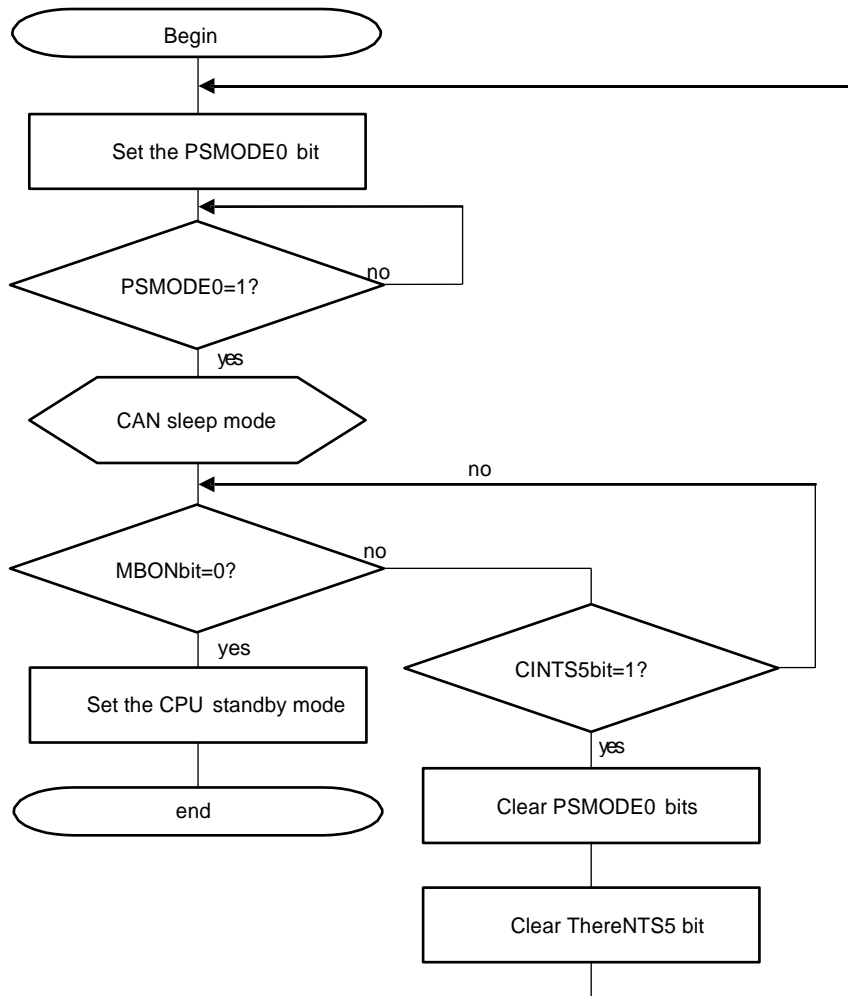 Begin
Set the PSMODE0 bit
PSMODE0=1?
no
yes
CAN sleep mode
no
MBONbit=0?
no
yes
CINTS5bit=1?
Set the CPU standby mode
yes
end
Clear PSMODE0 bits
Clear ThereNTS5 bit